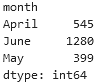 month
April     545
June     1280
May       399
dtype: int64